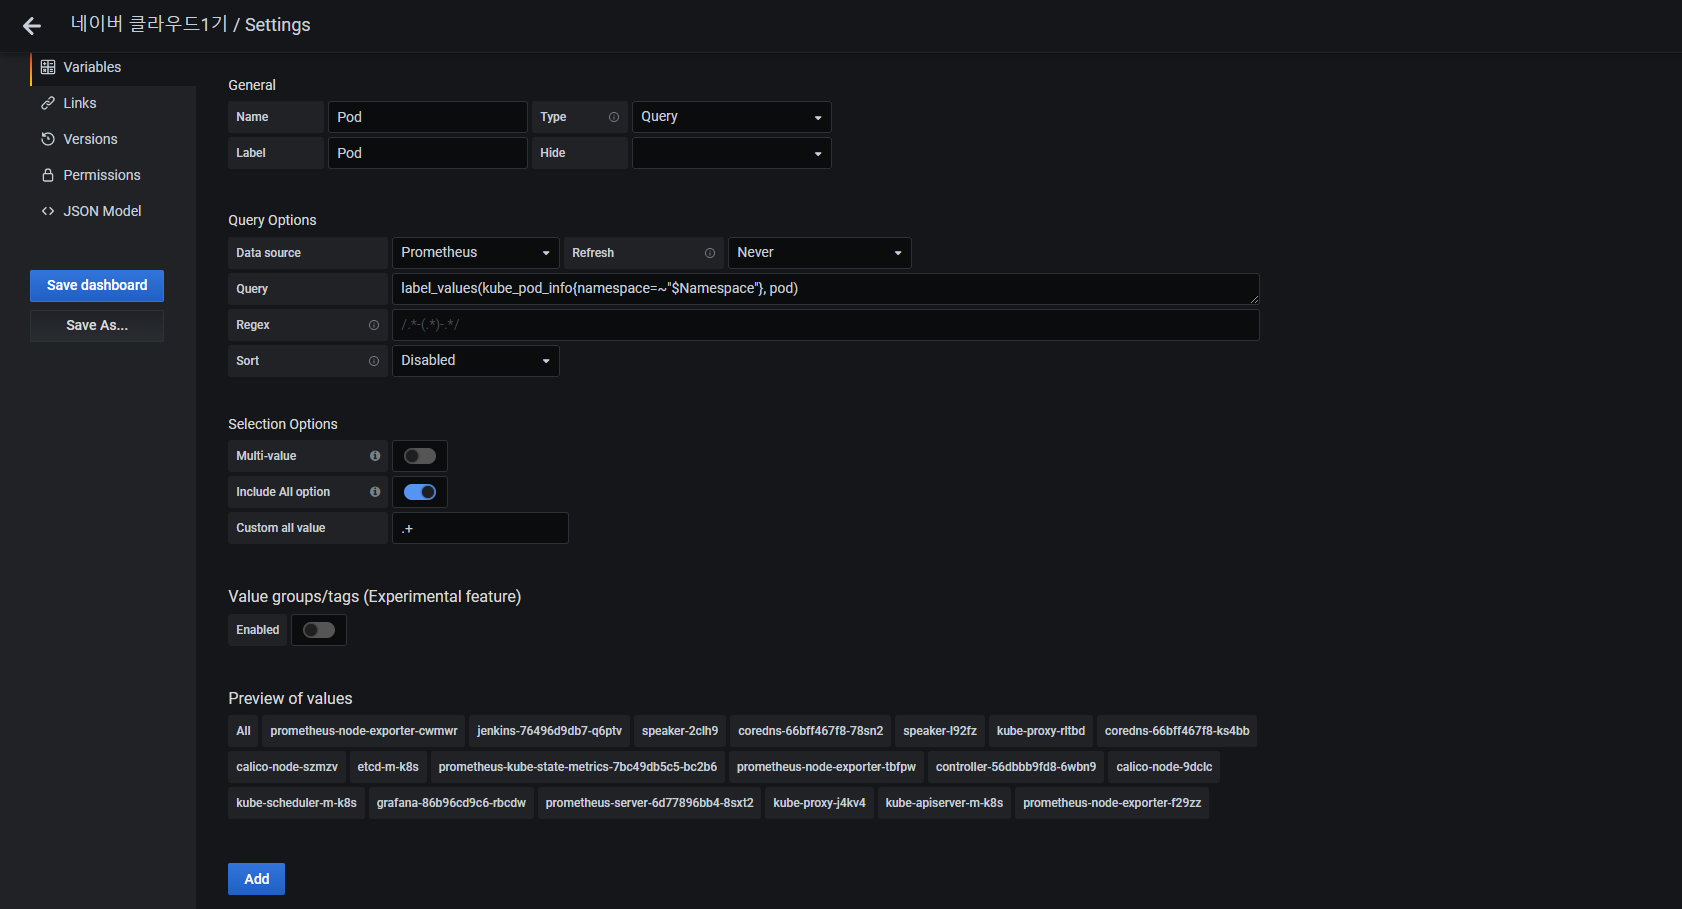 네이버 클라우드1기 / Settings
Variables
Links
Versions
Permissions
JSON Model
Save dashboard
Save As...
General
Name Pod Type Query
Label Pod Hide
Query Options
Data source Prometheus Refresh Never
Query label_values(kube_pod_info{namespace=~"$Namespace"}, pod)
Regex /.*-(.*)-.*/
Sort Disabled
Selection Options
Multi-value
Include All option
Custom all value .+
Value groups/tags (Experimental feature)
Enabled
Preview of values
All prometheus-node-exporter-cwmwr jenkins-76496d9db7-q6ptv speaker-2clh9 coredns-66bff467f8-78sn2 speaker-l92fz kube-proxy-rltbd coredns-66bff467f8-ks4bb
calico-node-szmzv etcd-m-k8s prometheus-kube-state-metrics-7bc49db5c5-bc2b6 prometheus-node-exporter-tbfpw controller-56dbbb9fd8-6wbn9 calico-node-9dclc
kube-scheduler-m-k8s grafana-86b96cd9c6-rbcdw prometheus-server-6d77896bb4-8sxt2 kube-proxy-j4kv4 kube-apiserver-m-k8s prometheus-node-exporter-f29zz
Add